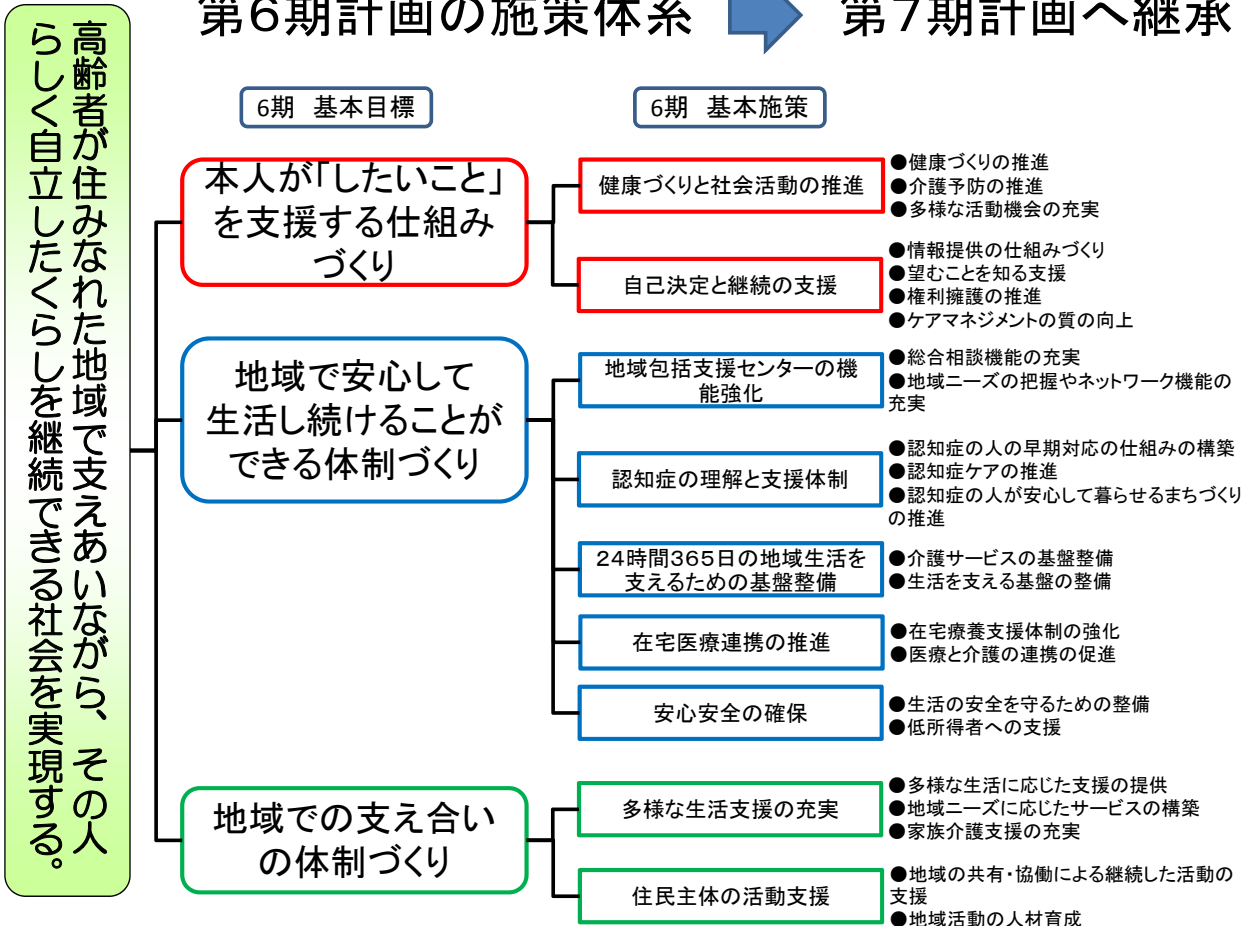 第6期計画の施策体系
第7期計画へ継承
高齢者が住みなれた地域で支えあいながら、その人
らしく自立したくらしを継続できる社会を実現する。
6期 基本目標
6期 基本施策
本人が「したいこと」
を支援する仕組み
づくり
健康づくりと社会活動の推進
●健康づくりの推進
●介護予防の推進
●多様な活動機会の充実
自己決定と継続の支援
●情報提供の仕組みづくり
●望むことを知る支援
●権利擁護の推進
●ケアマネジメントの質の向上
地域で安心して
生活し続けることが
できる体制づくり
地域包括支援センターの機
能強化
●総合相談機能の充実
●地域ニーズの把握やネットワーク機能の
充実
認知症の理解と支援体制
●認知症の人の早期対応の仕組みの構築
●認知症ケアの推進
●認知症の人が安心して暮らせるまちづくり
の推進
24時間365日の地域生活を
支えるための基盤整備
●介護サービスの基盤整備
●生活を支える基盤の整備
在宅医療連携の推進
●在宅療養支援体制の強化
●医療と介護の連携の促進
安心安全の確保
●生活の安全を守るための整備
●低所得者への支援
地域での支え合い
の体制づくり
多様な生活支援の充実
●多様な生活に応じた支援の提供
●地域ニーズに応じたサービスの構築
●家族介護支援の充実
住民主体の活動支援
●地域の共有・協働による継続した活動の
支援
●地域活動の人材育成